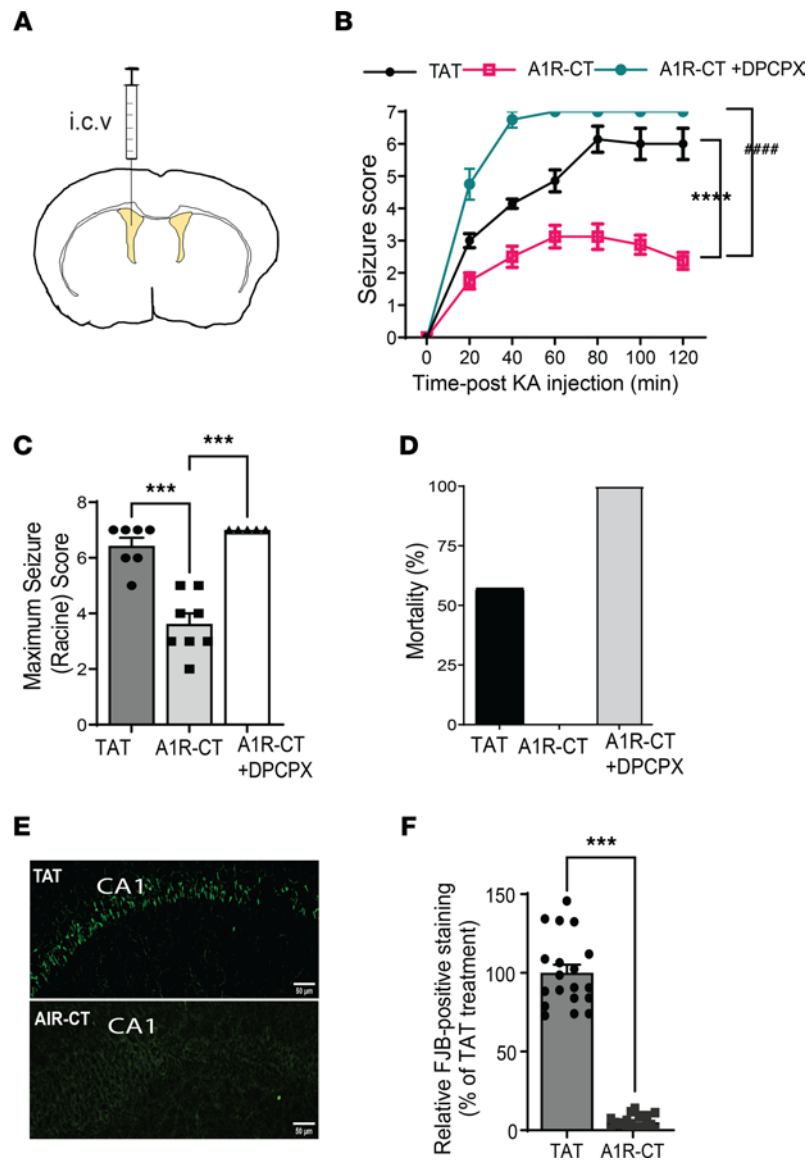 A
i.c.v
B
TAT A1R-CT A1R-CT +DPCPX
7
6
5
4
3
2
1
0
Seizure score
####
****
0 20 40 60 80 100 120
Time-post KA injection (min)
C
***
***
8
6
4
2
0
Maximum Seizure
(Racine) Score
TAT A1R-CT A1R-CT
+DPCPX
D
100
75
50
25
0
Mortality (%)
TAT A1R-CT A1R-CT
+DPCPX
E
TAT
CA1
50 µm
AIR-CT
CA1
50 µm
F
***
150
100
50
0
Relative FJB-positive staining
(% of TAT treatment)
TAT A1R-CT